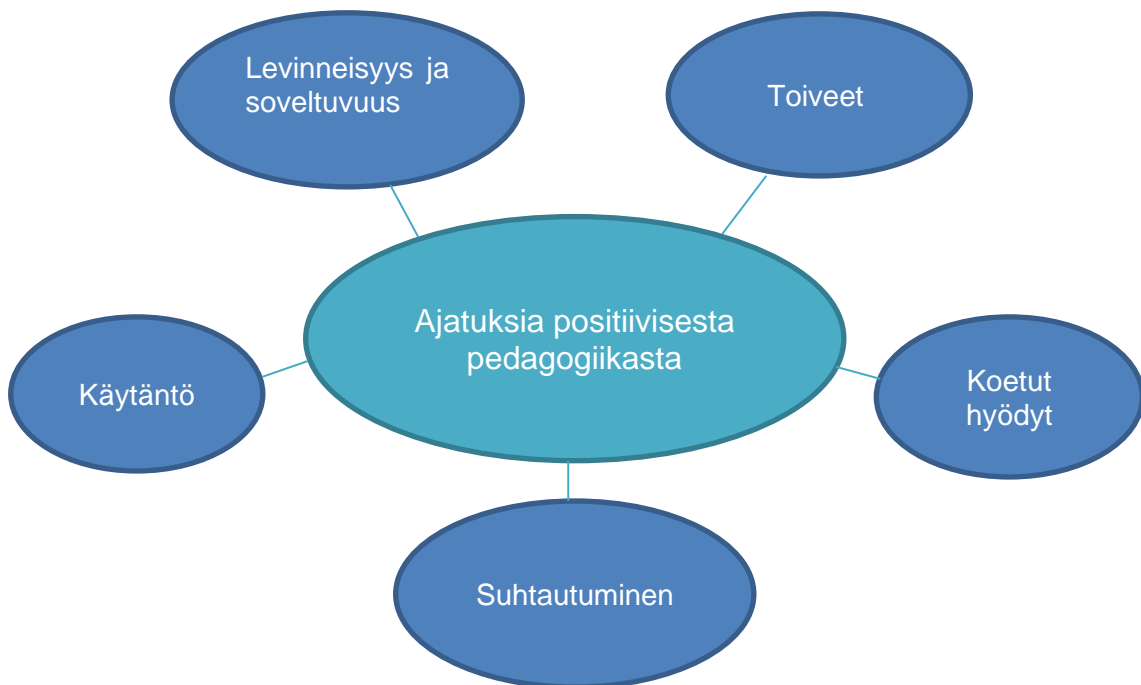 Levinneisyys ja
soveltuvuus
Toiveet
Ajatuksia positiivisesta
pedagogiikasta
Käytäntö
Koetut
hyödyt
Suhtautuminen